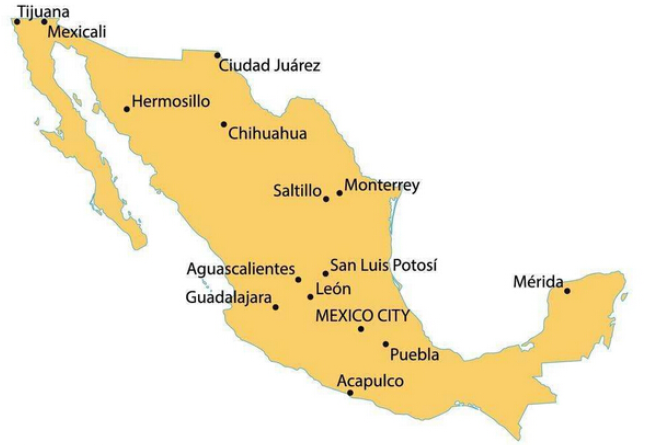 Tijuana
Mexicali
Ciudad Juárez
Hermosillo
Chihuahua
Monterrey
Saltillo
San Luis Potosí
Aguascalientes
León
Guadalajara
Mérida
MEXICO CITY
Puebla
Acapulco